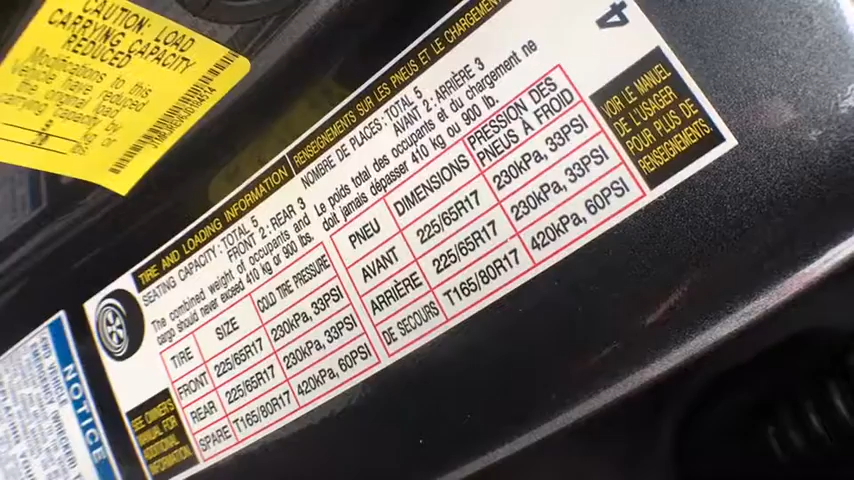 CAUTION: LOAD
CARRYING CAPACITY
REDUCED
Modifications to this
vehicle have reduced
the original load
carrying capacity by
kg or
TIRE AND LOADING INFORMATION
SEATING CAPACITY: TOTAL 5
FRONT 2: REAR 3
The combined weight of occupants and
cargo should never exceed 410 kg or 900 lbs.
TIRE SIZE COLD TIRE PRESSURE
FRONT 225/65R17 230kPa, 33PSI
REAR 225/65R17 230kPa, 33PSI
SPARE T165/80R17 420kPa, 60PSI
SEE OWNER'S
MANUAL FOR
ADDITIONAL
INFORMATION.
RENSEIGNEMENTS SUR LES PNEUS ET LE CHARGEMENT
NOMBRE DE PLACES: TOTAL 5
AVANT 2: ARRIÈRE 3
Le poids total des occupants et du chargement ne
doit jamais dépasser 410 kg ou 900 lb.
PNEU DIMENSIONS PRESSION DES
PNEUS À FROID
AVANT 225/65R17 230kPa, 33PSI
ARRIÈRE 225/65R17 230kPa, 33PSI
DE SECOURS T165/80R17 420kPa, 60PSI
VOIR LE MANUEL
DE L'USAGER
POUR PLUS DE
RENSEIGNEMENTS.
4
NOTICE